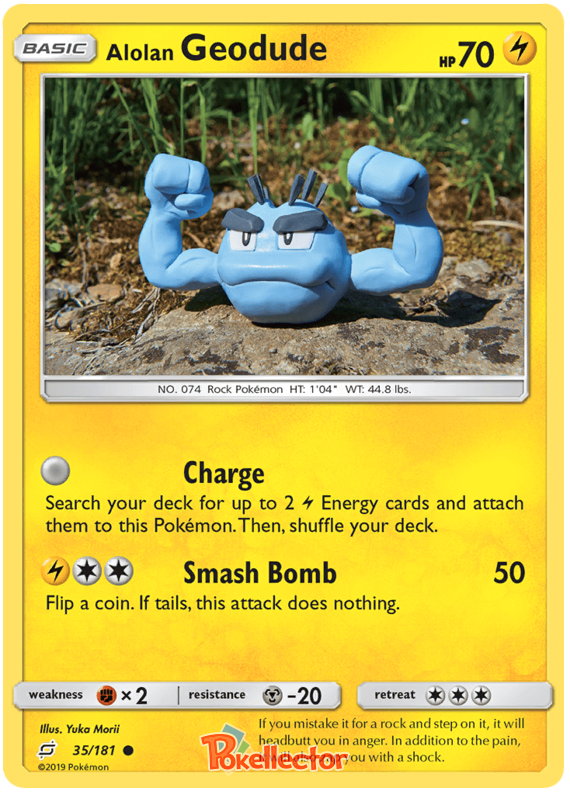 BASIC Alolan Geodude HP 70
NO. 074 Rock Pokémon HT: 1'04" WT: 44.8 lbs.
Charge
Search your deck for up to 2 Energy cards and attach
them to this Pokémon. Then, shuffle your deck.
Smash Bomb 50
Flip a coin. If tails, this attack does nothing.
weakness × 2 resistance -20 retreat
Illus. Yuka Morii
35/181
©2019 Pokémon
If you mistake it for a rock and step on it, it will
headbutt you in anger. In addition to the pain,
you with a shock.
Pokellector